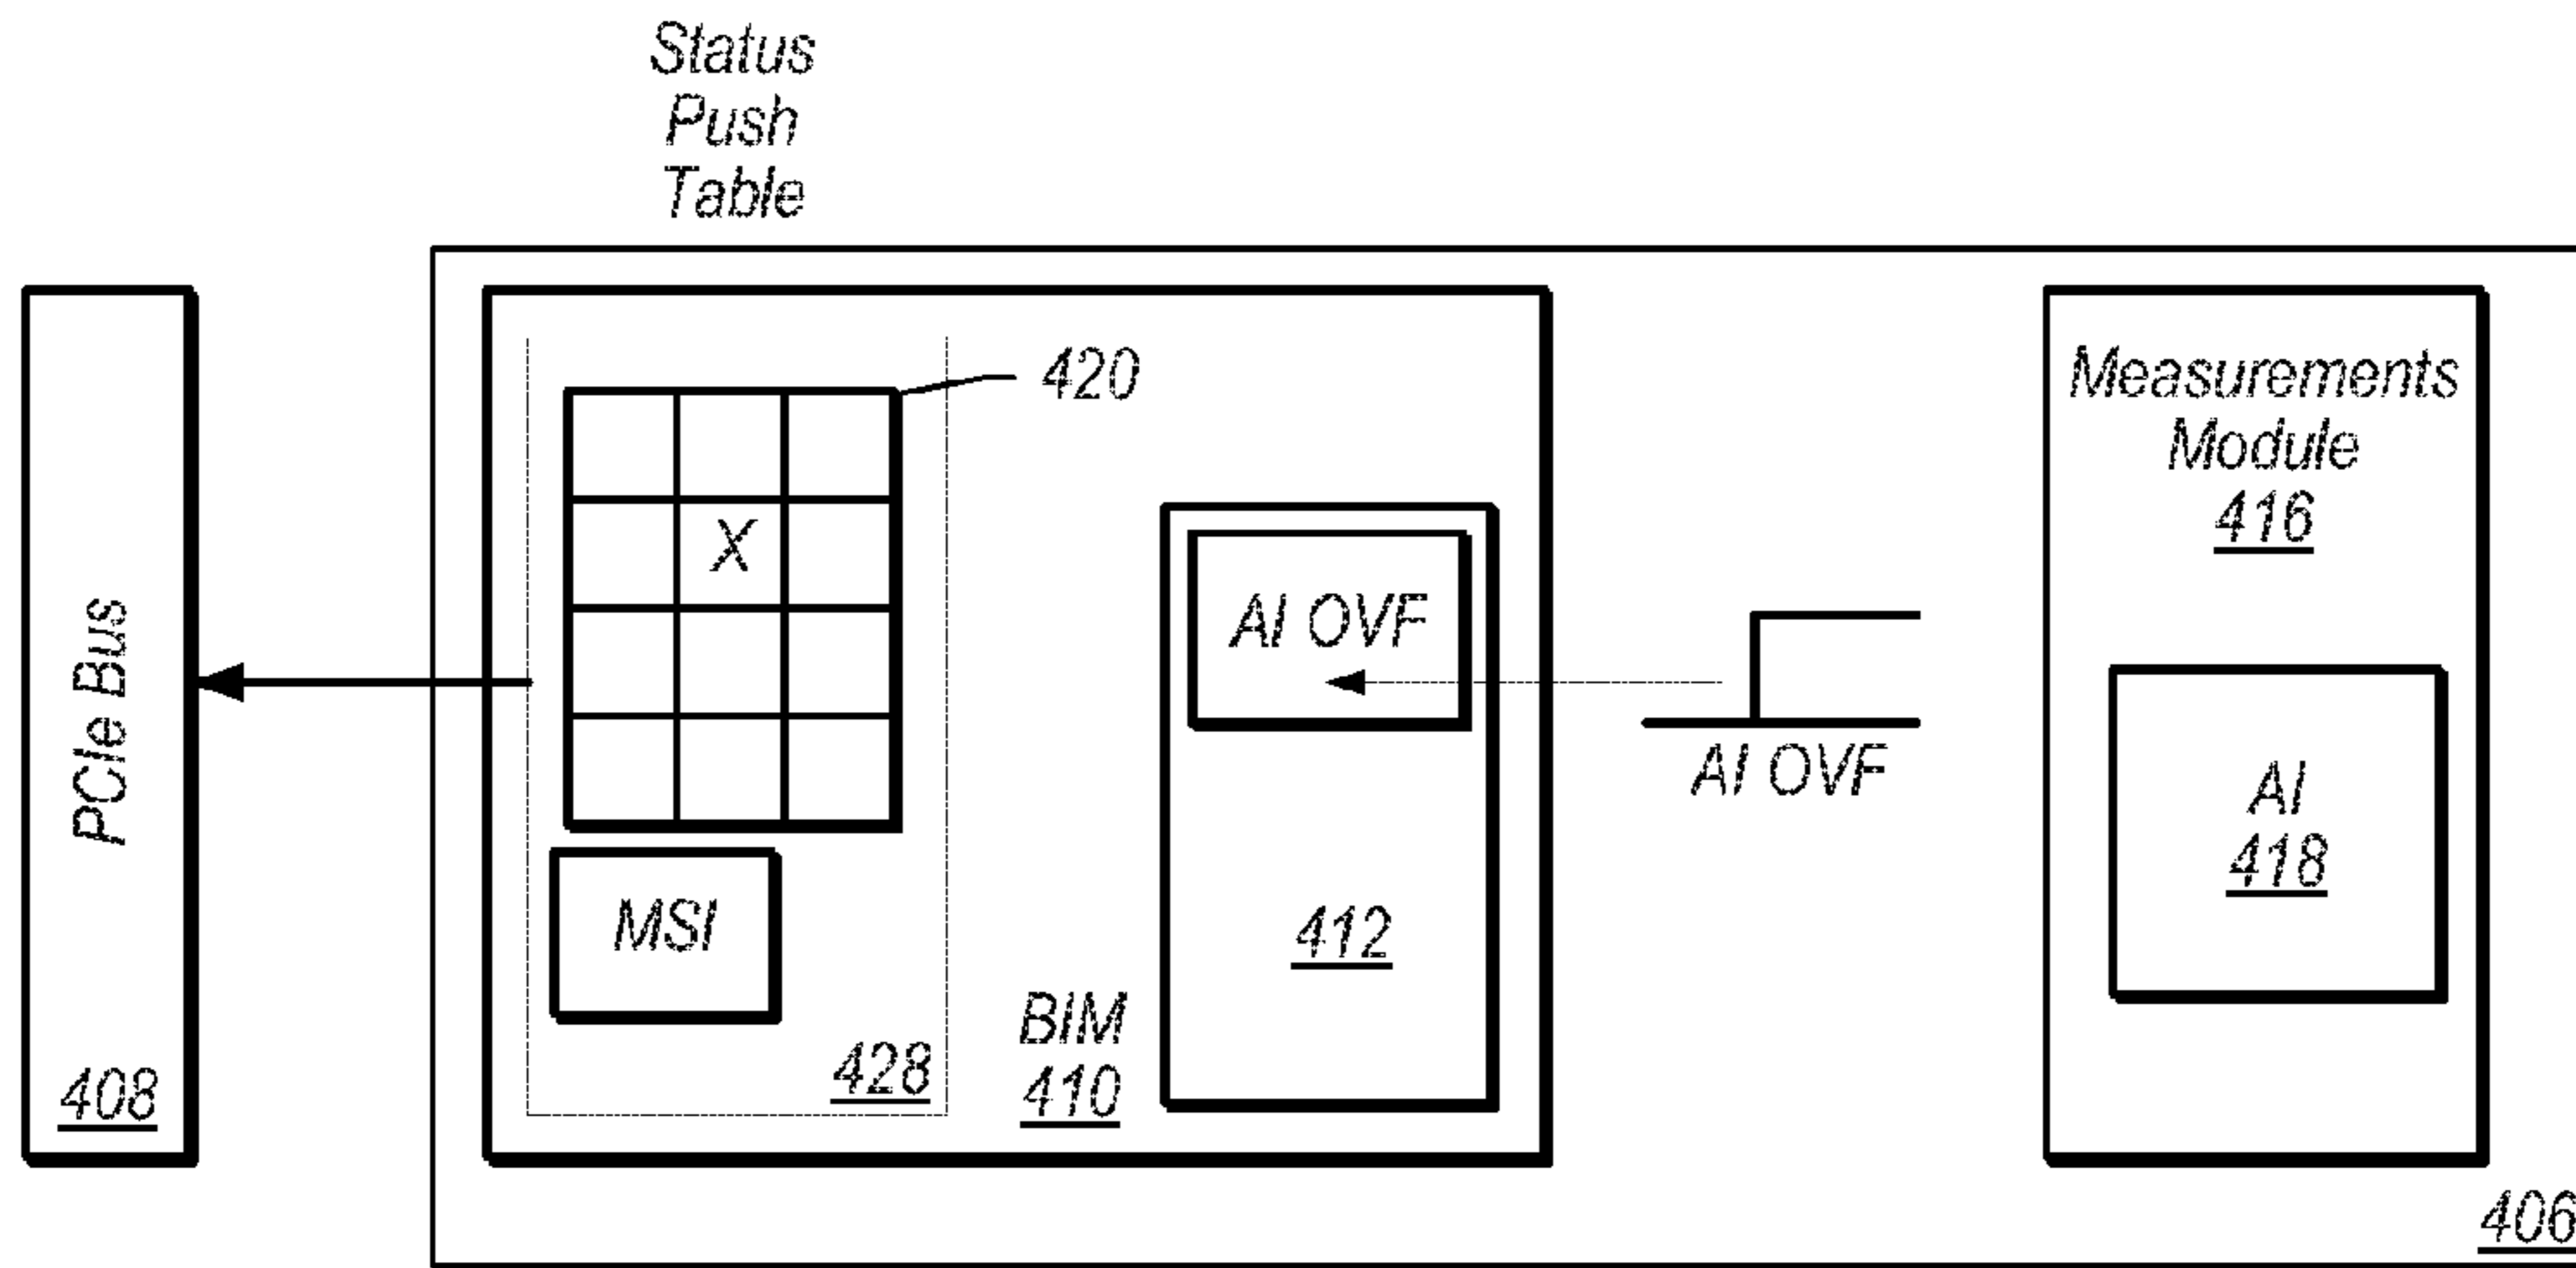 Status
Push
Table
PCIe Bus
408
420
X
MSI
428
BIM
410
AI OVF
412
AI OVF
Measurements
Module
416
AI
418
406